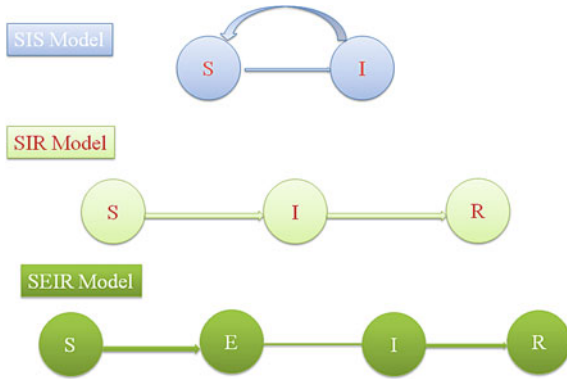 SIS Model
S I
SIR Model
S I R
SEIR Model
S E I R